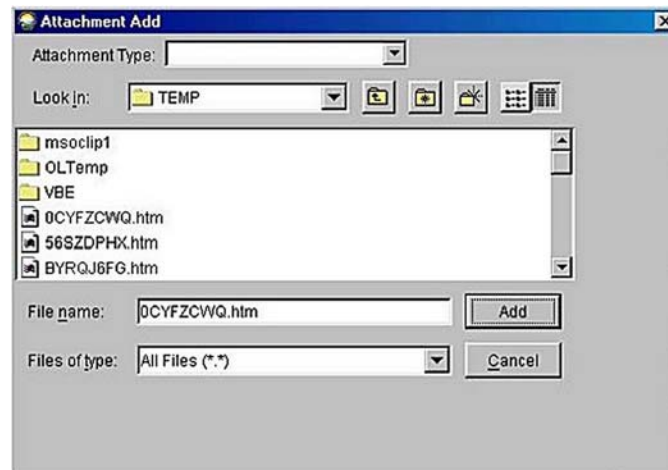 Attachment Add
Attachment Type:
Look in: TEMP
msoclip1
OLTemp
VBE
0CYFZCWQ.htm
56SZDPHX.htm
BYRQJ6FG.htm
File name: 0CYFZCWQ.htm Add
Files of type: All Files (*.*) Cancel